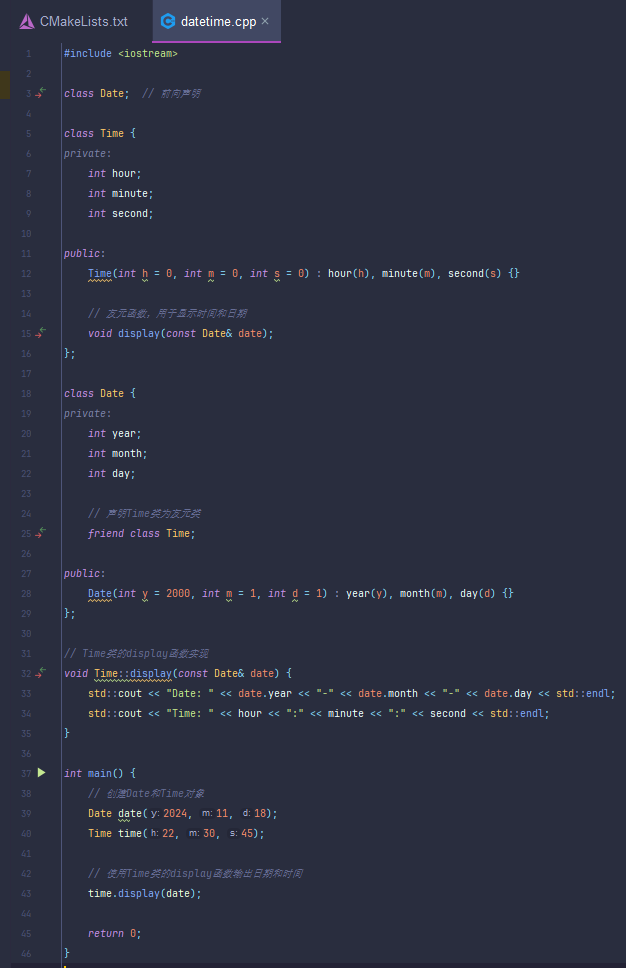 CMakeLists.txt datetime.cpp
1 #include <iostream>
2
3 class Date;  // 前向声明
4
5 class Time {
6 private:
7     int hour;
8     int minute;
9     int second;
10
11 public:
12     Time(int h = 0, int m = 0, int s = 0) : hour(h), minute(m), second(s) {}
13
14     // 友元函数，用于显示时间和日期
15     void display(const Date& date);
16 };
17
18 class Date {
19 private:
20     int year;
21     int month;
22     int day;
23
24     // 声明Time类为友元类
25     friend class Time;
26
27 public:
28     Date(int y = 2000, int m = 1, int d = 1) : year(y), month(m), day(d) {}
29 };
30
31 // Time类的display函数实现
32 void Time::display(const Date& date) {
33     std::cout << "Date: " << date.year << "-" << date.month << "-" << date.day << std::endl;
34     std::cout << "Time: " << hour << ":" << minute << ":" << second << std::endl;
35 }
36
37 int main() {
38     // 创建Date和Time对象
39     Date date( y: 2024, m: 11, d: 18);
40     Time time( h: 22, m: 30, s: 45);
41
42     // 使用Time类的display函数输出日期和时间
43     time.display(date);
44
45     return 0;
46 }